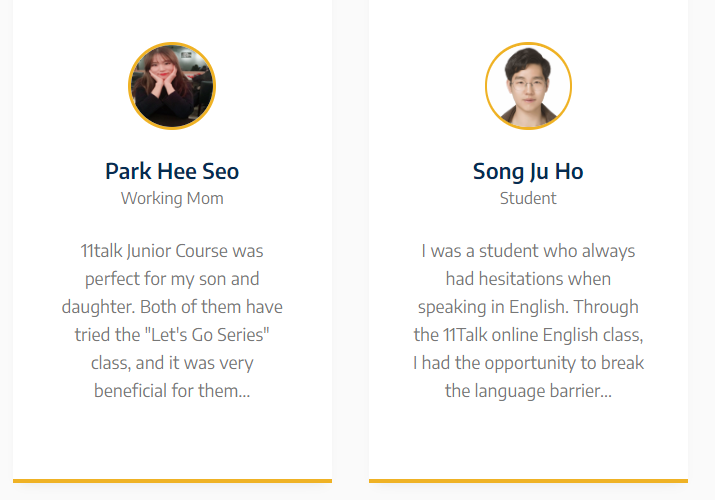 Park Hee Seo
Working Mom
11talk Junior Course was
perfect for my son and
daughter. Both of them have
tried the "Let's Go Series"
class, and it was very
beneficial for them...
Song Ju Ho
Student
I was a student who always
had hesitations when
speaking in English. Through
the 11Talk online English class,
I had the opportunity to break
the language barrier...